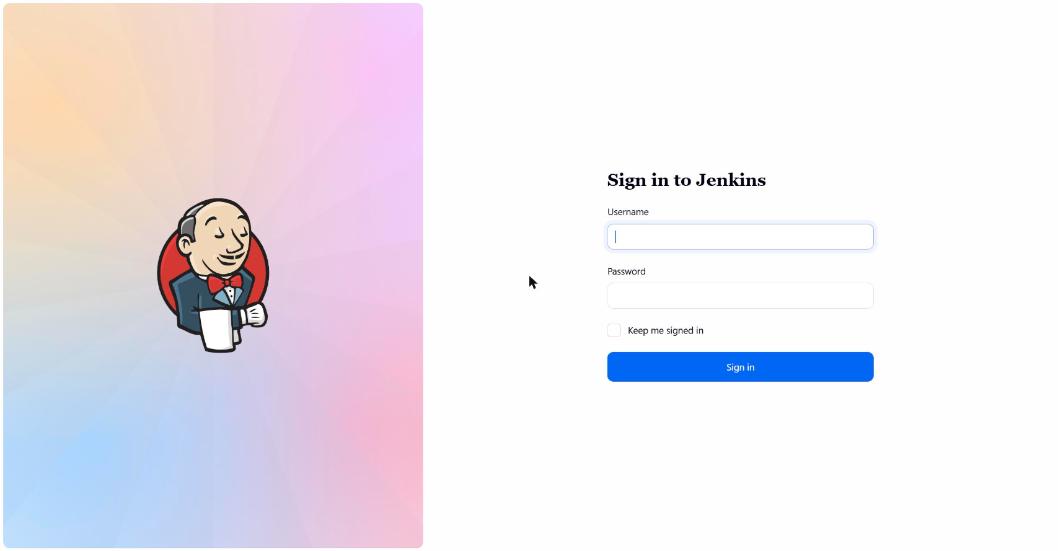 Sign in to Jenkins
Username
Password
Keep me signed in
Sign in